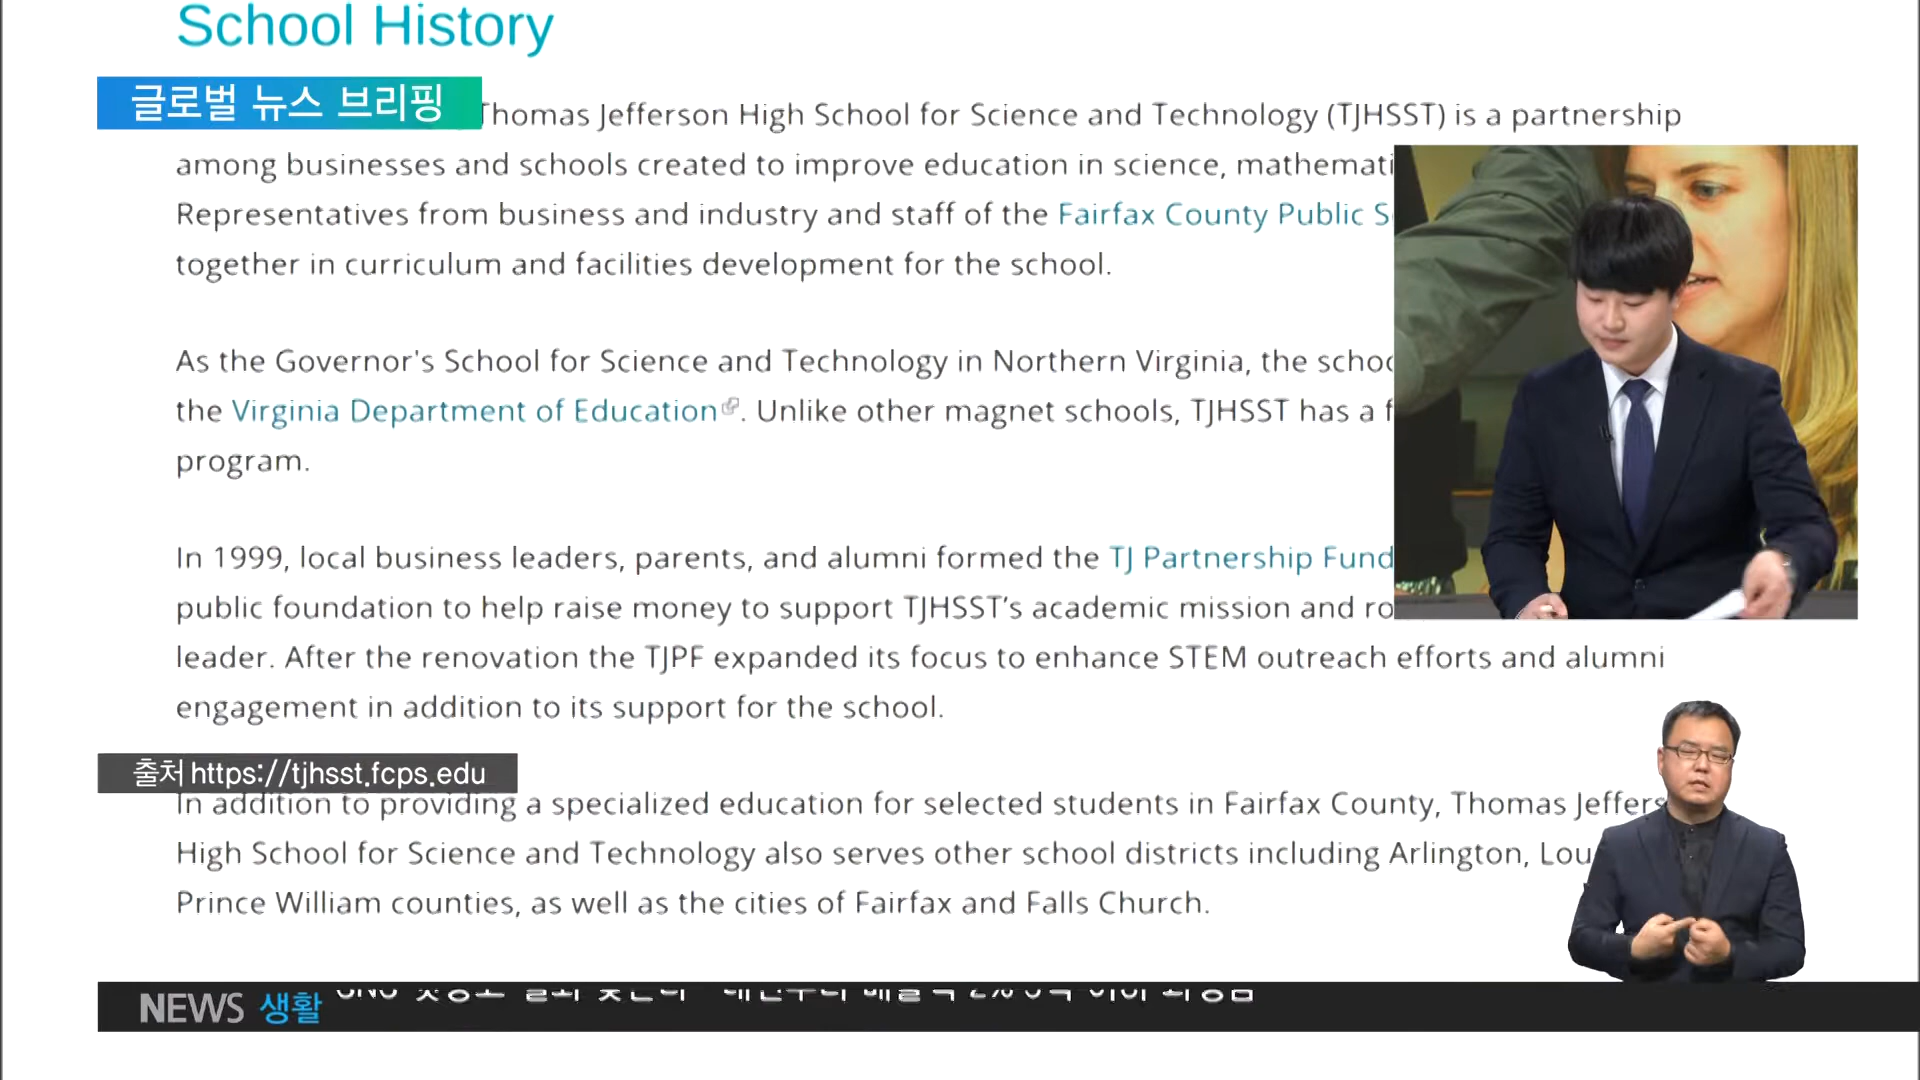 School History
글로벌 뉴스 브리핑
Thomas Jefferson High School for Science and Technology (TJHSST) is a partnership
among businesses and schools created to improve education in science,
Representatives from business and industry and staff of the Fairfax County Public
together in curriculum and facilities development for the school.
As the Governor's School for Science and Technology in Northern Virginia, the
the Virginia Department of Education. Unlike other magnet schools, TJHSST has a
program.
In 1999, local business leaders, parents, and alumni formed the TJ Partnership Fund
public foundation to help raise money to support TJHSST's academic mission and
leader. After the renovation the TJPF expanded its focus to enhance STEM outreach efforts and alumni
engagement in addition to its support for the school.
출처 https://tjhsst.fcps.edu
In addition to providing a specialized education for selected students in Fairfax County, Thomas
High School for Science and Technology also serves other school districts including Arlington,
Prince William counties, as well as the cities of Fairfax and Falls Church.
NEWS 생활